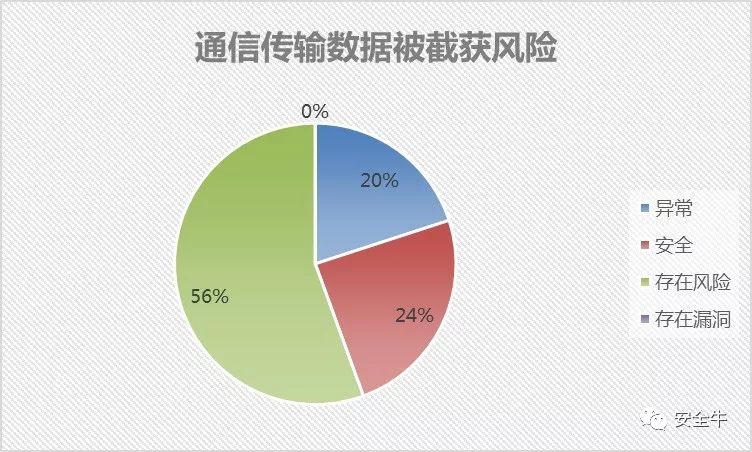 通信传输数据被截获风险
0%
20%
56%
24%
异常
安全
存在风险
存在漏洞
安全牛